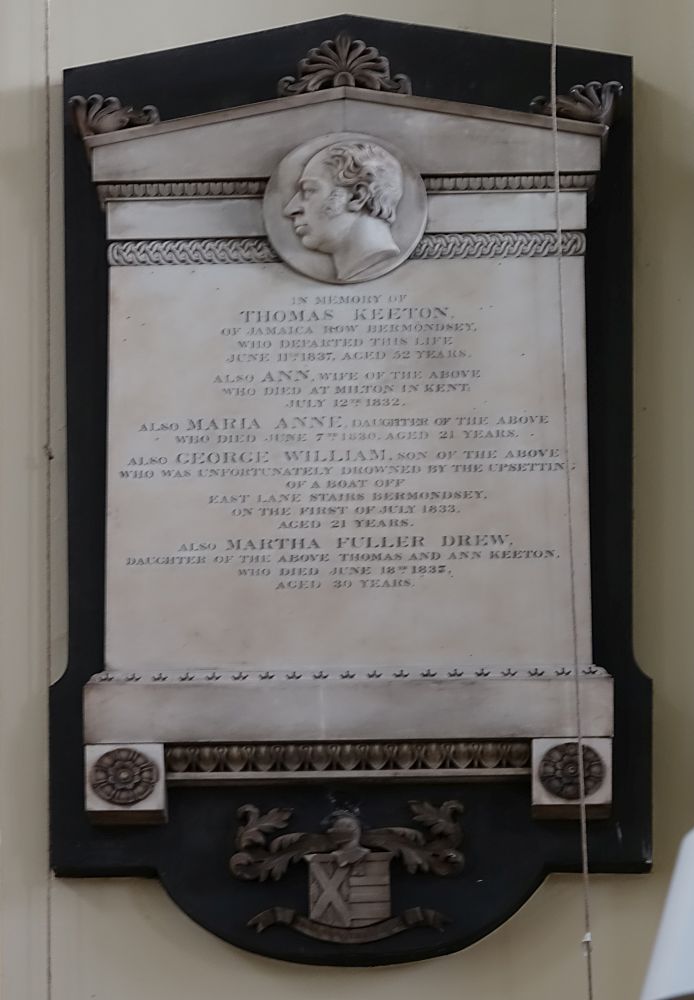 IN MEMORY OF
THOMAS KEETON,
OF JAMAICA ROW BERMONDSEY,
WHO DEPARTED THIS LIFE
JUNE 11TH 1837, AGED 52 YEARS.
ALSO ANN, WIFE OF THE ABOVE
WHO DIED AT MILTON IN KENT,
JULY 12TH 1832.
ALSO MARIA ANNE, DAUGHTER OF THE ABOVE
WHO DIED JUNE 7TH 1830, AGED 21 YEARS.
ALSO GEORGE WILLIAM, SON OF THE ABOVE
WHO WAS UNFORTUNATELY DROWNED BY THE UPSETTING
OF A BOAT OFF
EAST LANE STAIRS BERMONDSEY,
ON THE FIRST OF JULY 1833,
AGED 21 YEARS.
ALSO MARTHA FULLER DREW,
DAUGHTER OF THE ABOVE THOMAS AND ANN KEETON,
WHO DIED JUNE 18TH 1837,
AGED 30 YEARS.